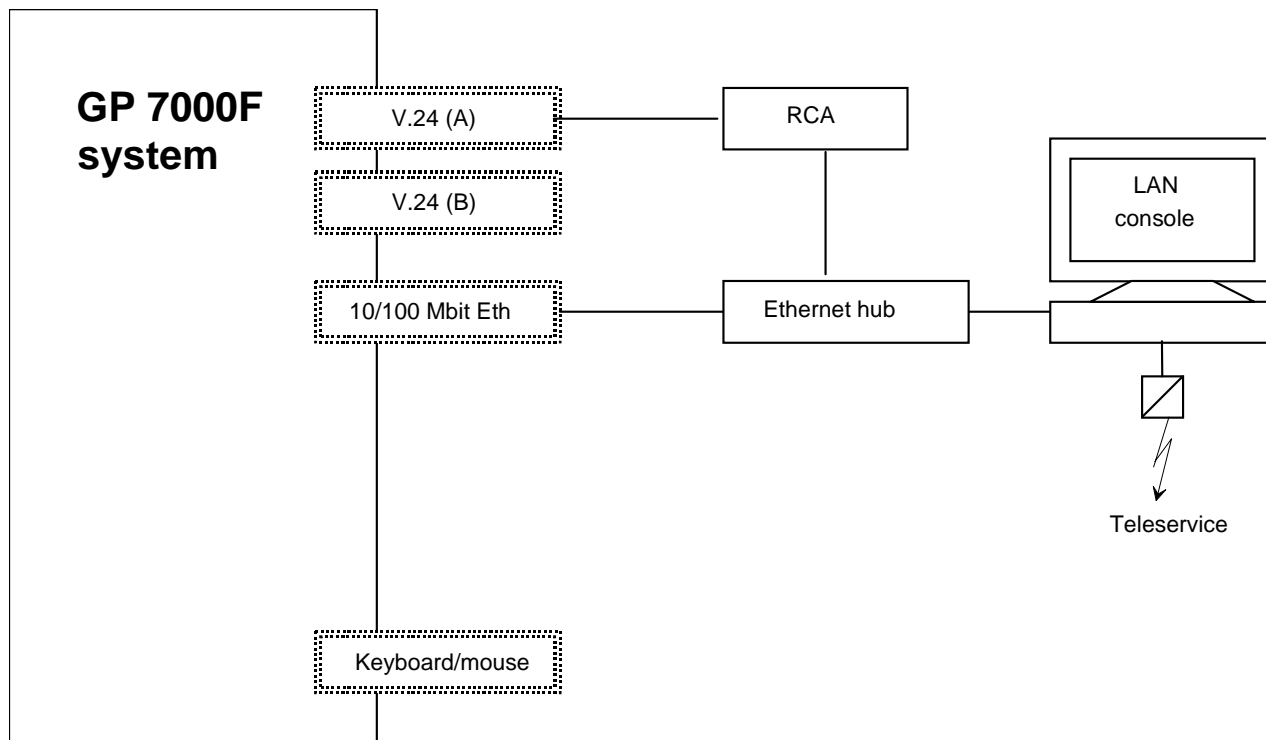 GP 7000F
system
V.24 (A)
RCA
V.24 (B)
LAN
console
10/100 Mbit Eth
Ethernet hub
Teleservice
Keyboard/mouse